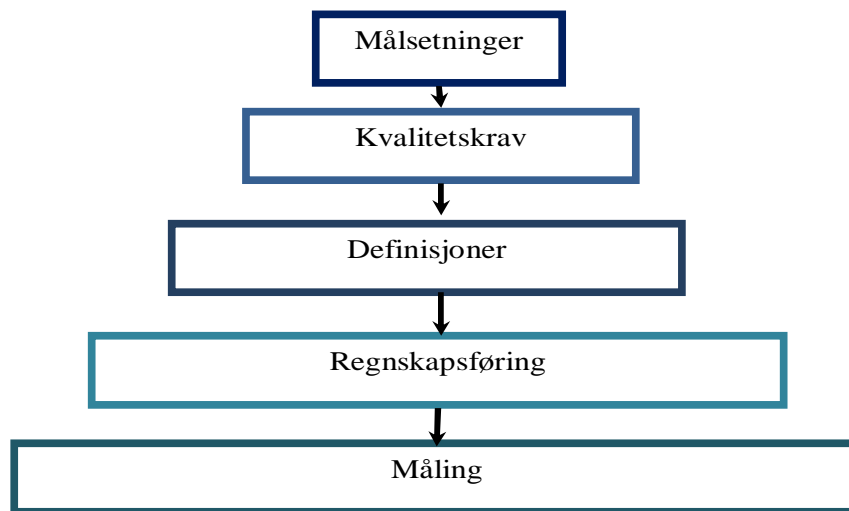 Målsetninger
Kvalitetskrav
Definisjoner
Regnskapsføring
Måling